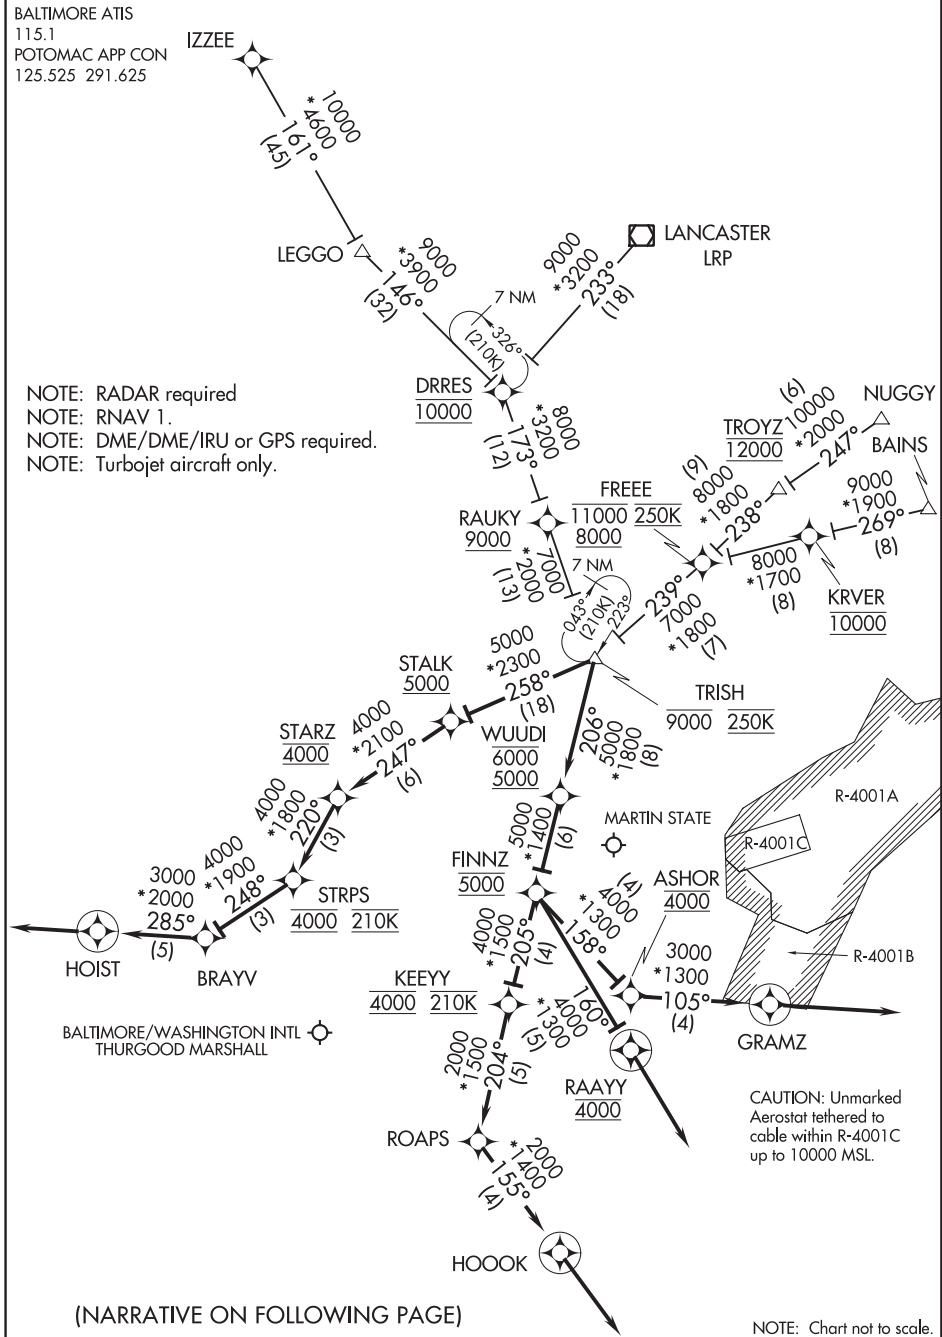 BALTIMORE ATIS
115.1
POTOMAC APP CON
125.525 291.625
IZZEE
10000
*4600
161°
(45)
LEGGO
9000
*3900
146°
(32)
LANCASTER
LRP
9000
*3200
233°
(18)
7 NM
326°
(210K)
DRRES
10000
NOTE: RADAR required
NOTE: RNAV 1.
NOTE: DME/DME/IRU or GPS required.
NOTE: Turbojet aircraft only.
8000
*3200
173°
(12)
RAUKY
9000
7000
*2000
(13)
NUGGY
(6)
10000
*2000
247°
TROYZ
12000
BAINS
9000
*1900
269°
(8)
(9)
8000
*1800
238°
FREEE
11000 250K
8000
8000
*1700
(8)
KRVER
10000
7 NM
043°
(210K)
223°
239°
7000
*1800
(7)
TRISH
9000 250K
5000
*2300
258°
(18)
STALK
5000
4000
*2100
247°
(6)
STARZ
4000
4000
*1800
220°
(3)
STRPS
4000 210K
4000
*1900
248°
(3)
BRAYV
3000
*2000
285°
(5)
HOIST
206°
5000
*1800
(8)
WUUDI
6000
5000
5000
*1400
(6)
FINNZ
5000
MARTIN STATE
R-4001A
R-4001C
R-4001B
(4)
4000
*1300
158°
ASHOR
4000
3000
*1300
105°
(4)
GRAMZ
4000
*1500
205°
(4)
KEEYY
4000 210K
160°
4000
*1300
(5)
RAAYY
4000
BALTIMORE/WASHINGTON INTL
THURGOOD MARSHALL
2000
*1500
204°
(5)
ROAPS
2000
*1400
155°
(4)
HOOOK
CAUTION: Unmarked
Aerostat tethered to
cable within R-4001C
up to 10000 MSL.
(NARRATIVE ON FOLLOWING PAGE)
NOTE: Chart not to scale.